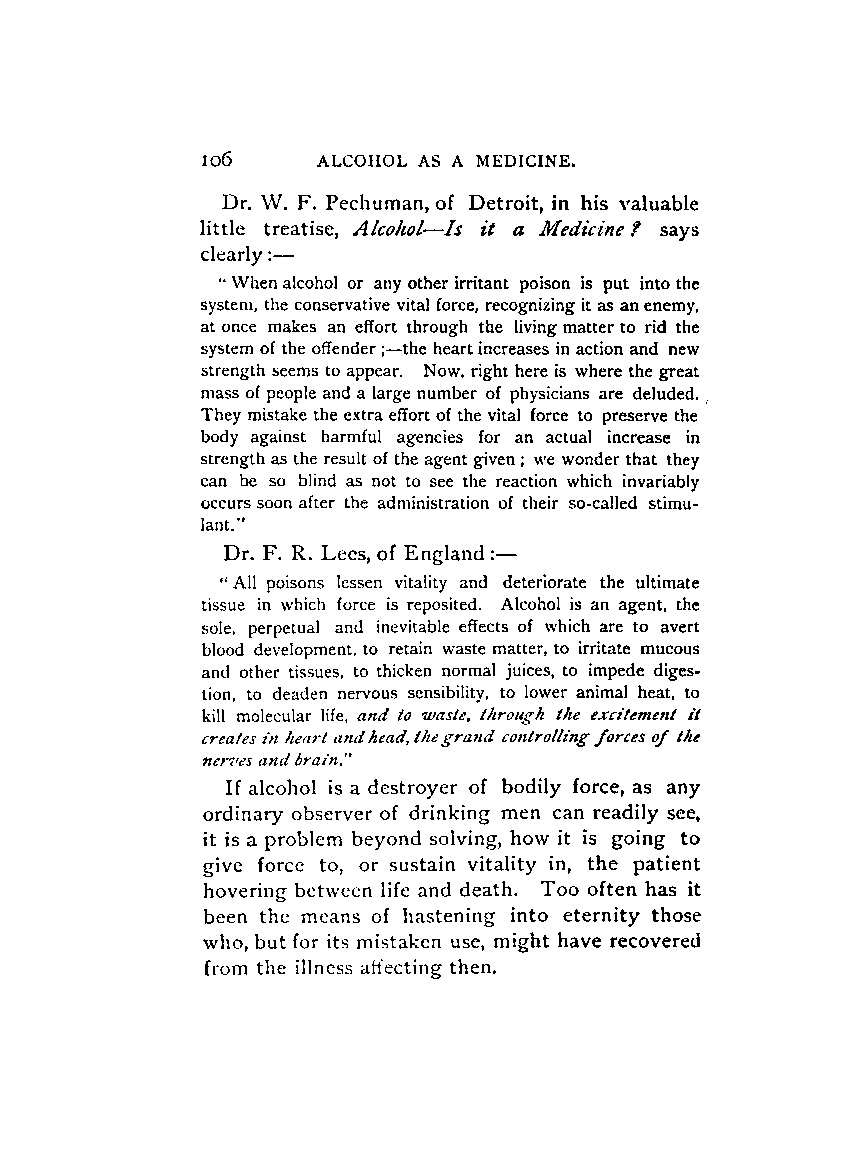 106 ALCOHOL AS A MEDICINE.
Dr. W. F. Pechuman, of Detroit, in his valuable
little treatise, Alcohol—Is it a Medicine? says
clearly:—
“When alcohol or any other irritant poison is put into the
system, the conservative vital force, recognizing it as an enemy,
at once makes an effort through the living matter to rid the
system of the offender;—the heart increases in action and new
strength seems to appear. Now, right here is where the great
mass of people and a large number of physicians are deluded.
They mistake the extra effort of the vital force to preserve the
body against harmful agencies for an actual increase in
strength as the result of the agent given; we wonder that they
can be so blind as not to see the reaction which invariably
occurs soon after the administration of their so-called stimu-
lant.”
Dr. F. R. Lees, of England:—
“All poisons lessen vitality and deteriorate the ultimate
tissue in which force is reposited. Alcohol is an agent, the
sole, perpetual and inevitable effects of which are to avert
blood development, to retain waste matter, to irritate mucous
and other tissues, to thicken normal juices, to impede diges-
tion, to deaden nervous sensibility, to lower animal heat, to
kill molecular life, and to waste, through the excitement it
creates in heart and head, the grand controlling forces of the
nerves and brain.”
If alcohol is a destroyer of bodily force, as any
ordinary observer of drinking men can readily see,
it is a problem beyond solving, how it is going to
give force to, or sustain vitality in, the patient
hovering between life and death. Too often has it
been the means of hastening into eternity those
who, but for its mistaken use, might have recovered
from the illness affecting then.